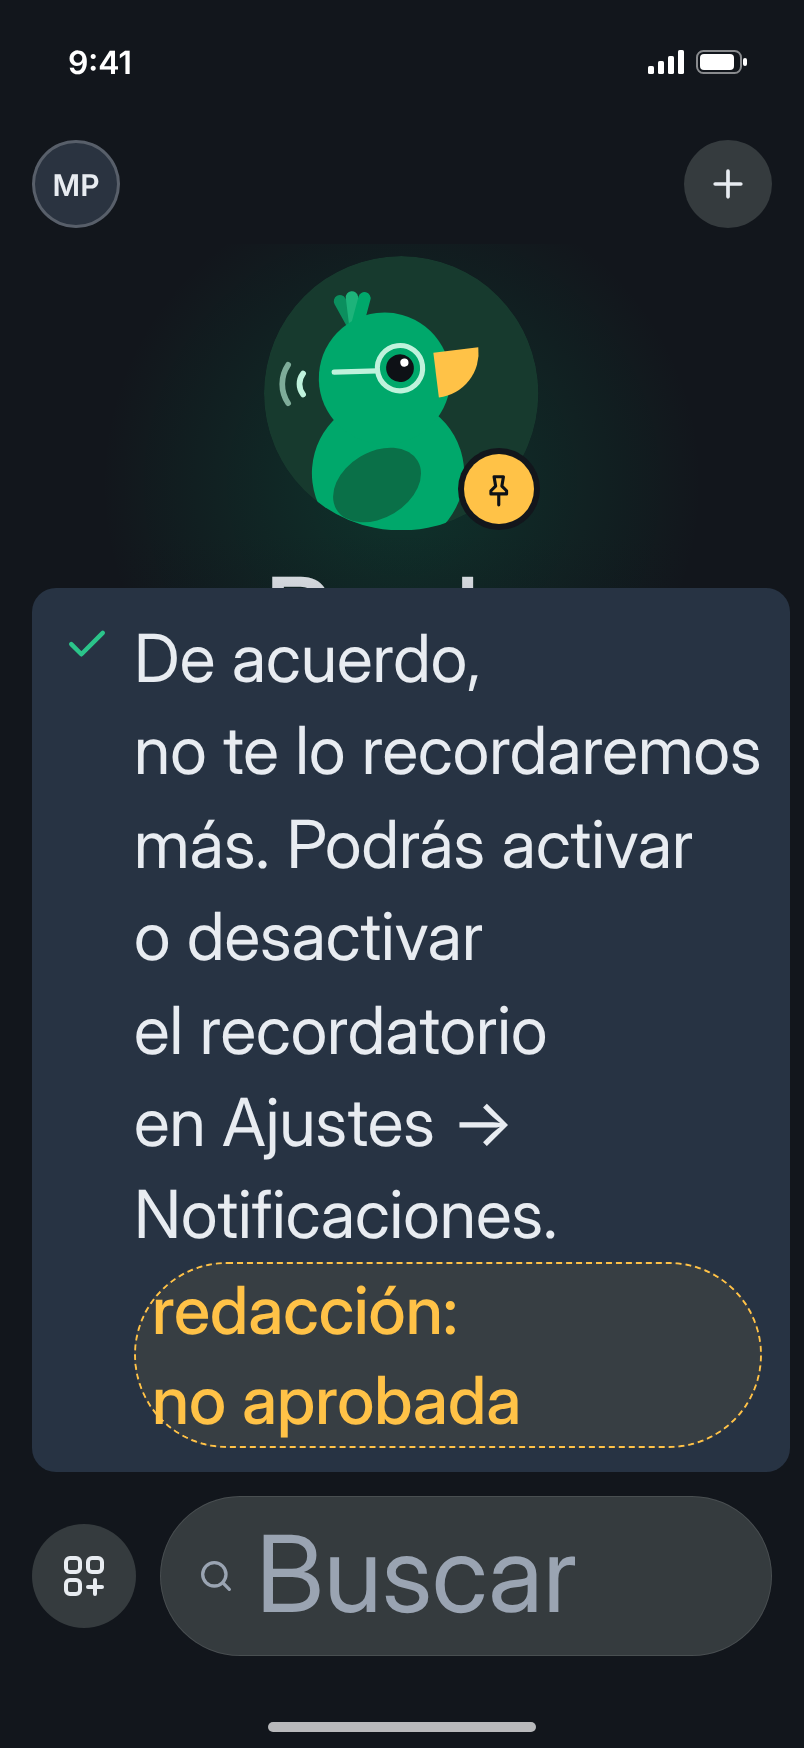 9:41
MP
De acuerdo,
no te lo recordaremos
más. Podrás activar
o desactivar
el recordatorio
en Ajustes →
Notificaciones.
redacción:
no aprobada
Buscar